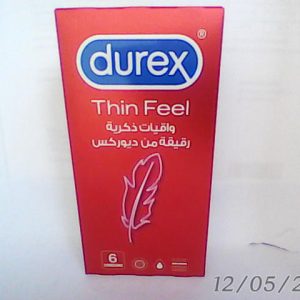 durex®
Thin Feel
واقيات ذكرية
رقيقة من ديوركس
6
12/05/2